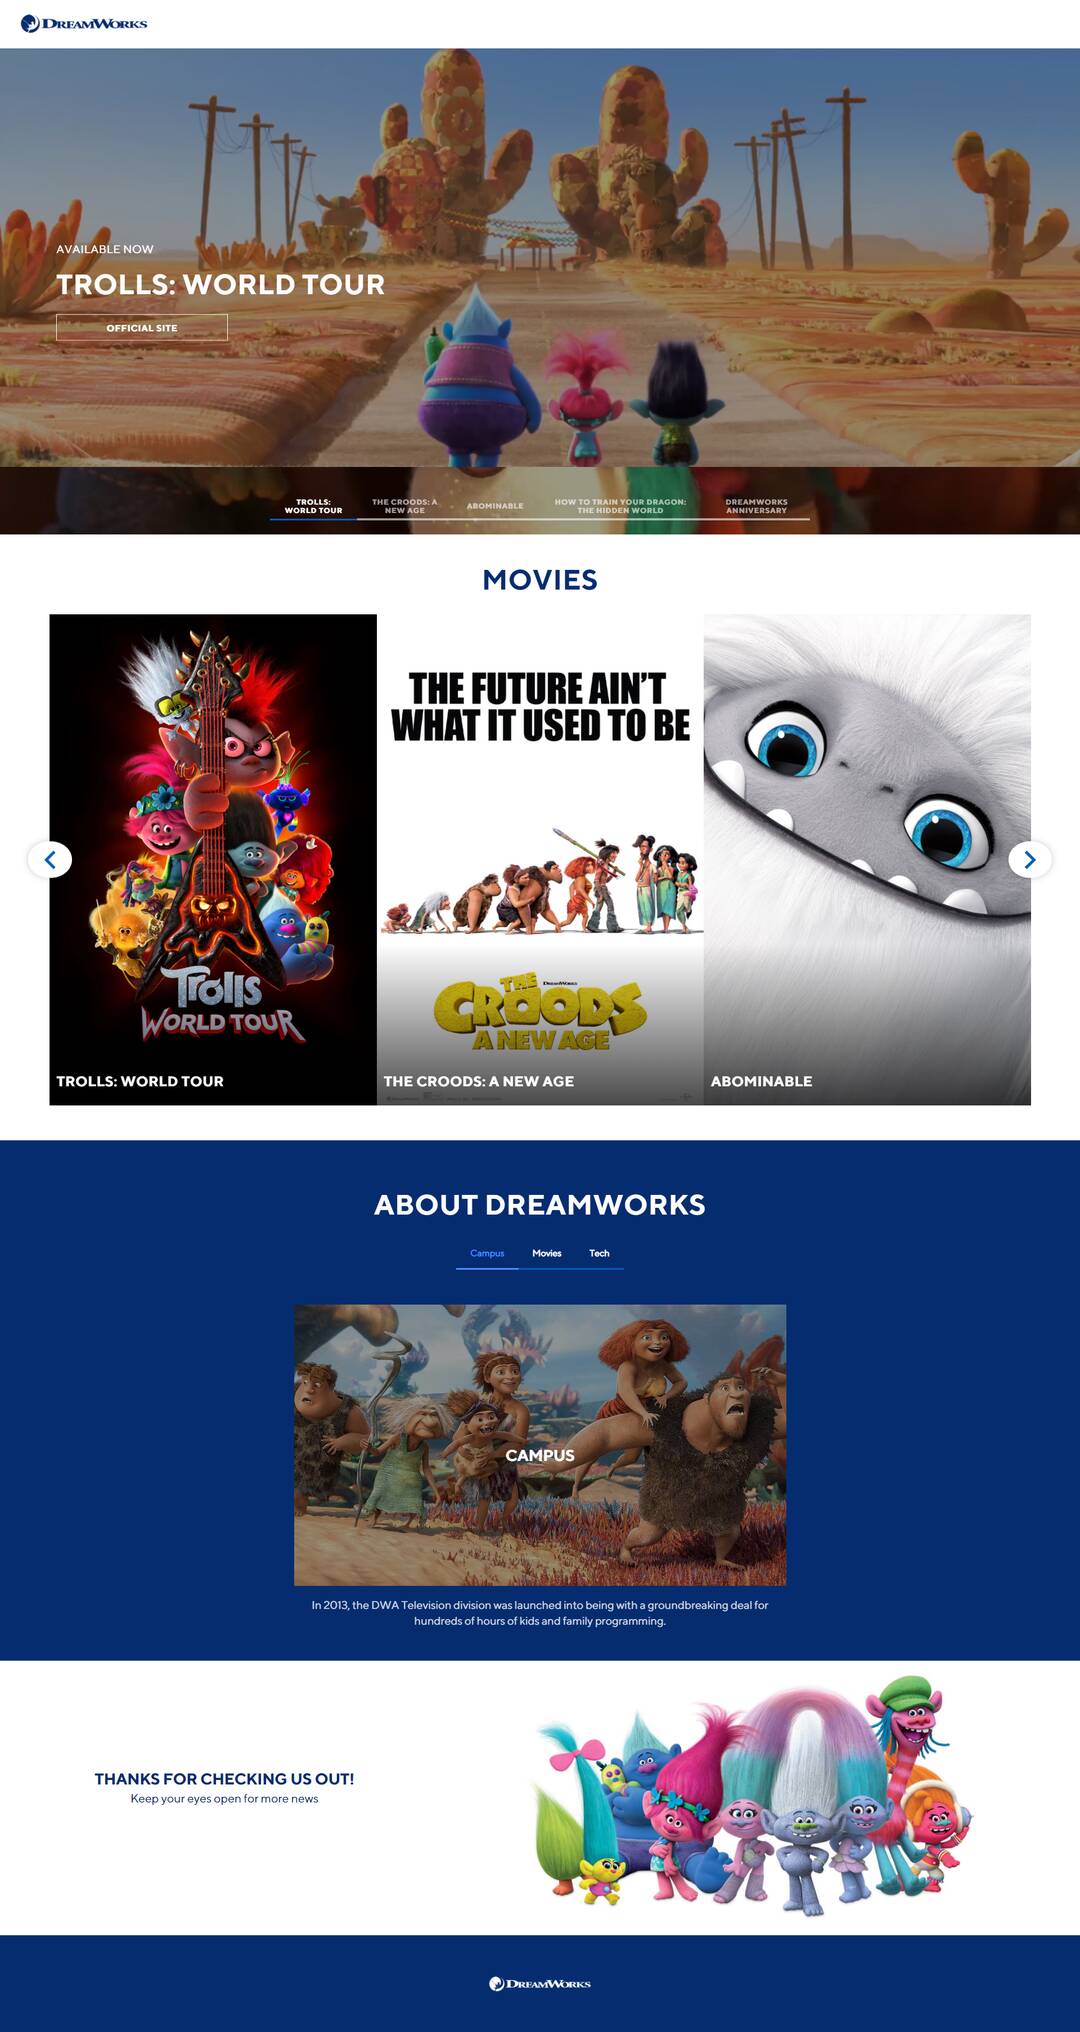 DREAMWORKS
AVAILABLE NOW
TROLLS: WORLD TOUR
OFFICIAL SITE
TROLLS:
WORLD TOUR
THE CROODS: A
NEW AGE
ABOMINABLE
HOW TO TRAIN YOUR DRAGON:
THE HIDDEN WORLD
DREAMWORKS
ANNIVERSARY
MOVIES
Trolls
WORLD TOUR
TROLLS: WORLD TOUR
THE FUTURE AIN'T
WHAT IT USED TO BE
THE
DREAMWORKS
CROODS
A NEW AGE
THE CROODS: A NEW AGE
ABOMINABLE
ABOUT DREAMWORKS
Campus
Movies
Tech
CAMPUS
In 2013, the DWA Television division was launched into being with a groundbreaking deal for
hundreds of hours of kids and family programming.
THANKS FOR CHECKING US OUT!
Keep your eyes open for more news
DREAMWORKS